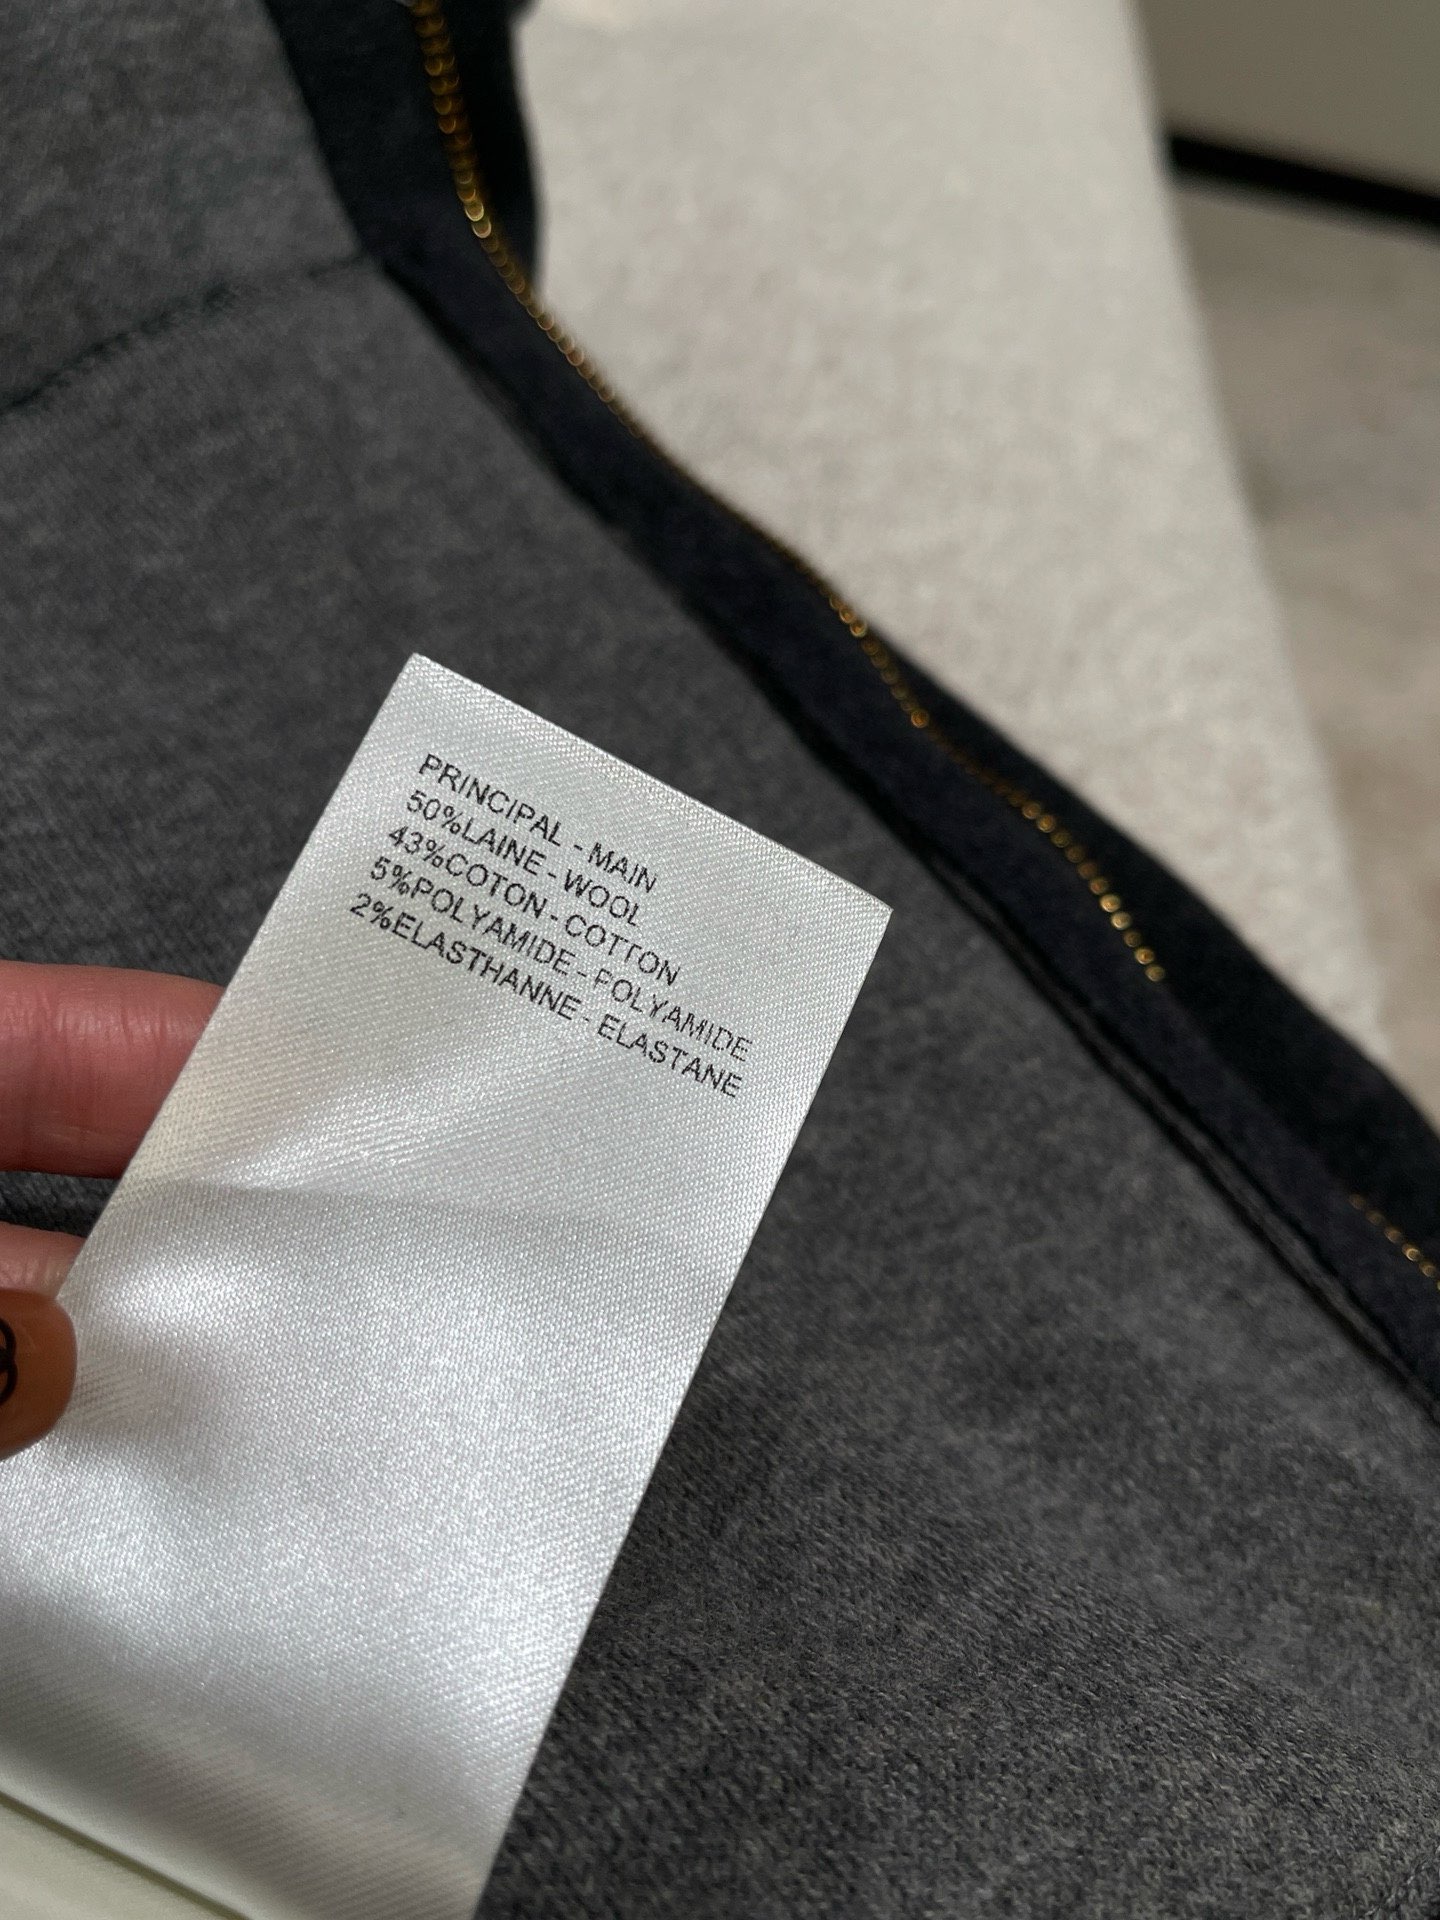 PRINCIPAL - MAIN
50%LAINE - WOOL
43%COTON - COTTON
5%POLYAMIDE - POLYAMIDE
2%ELASTHANNE - ELASTANE